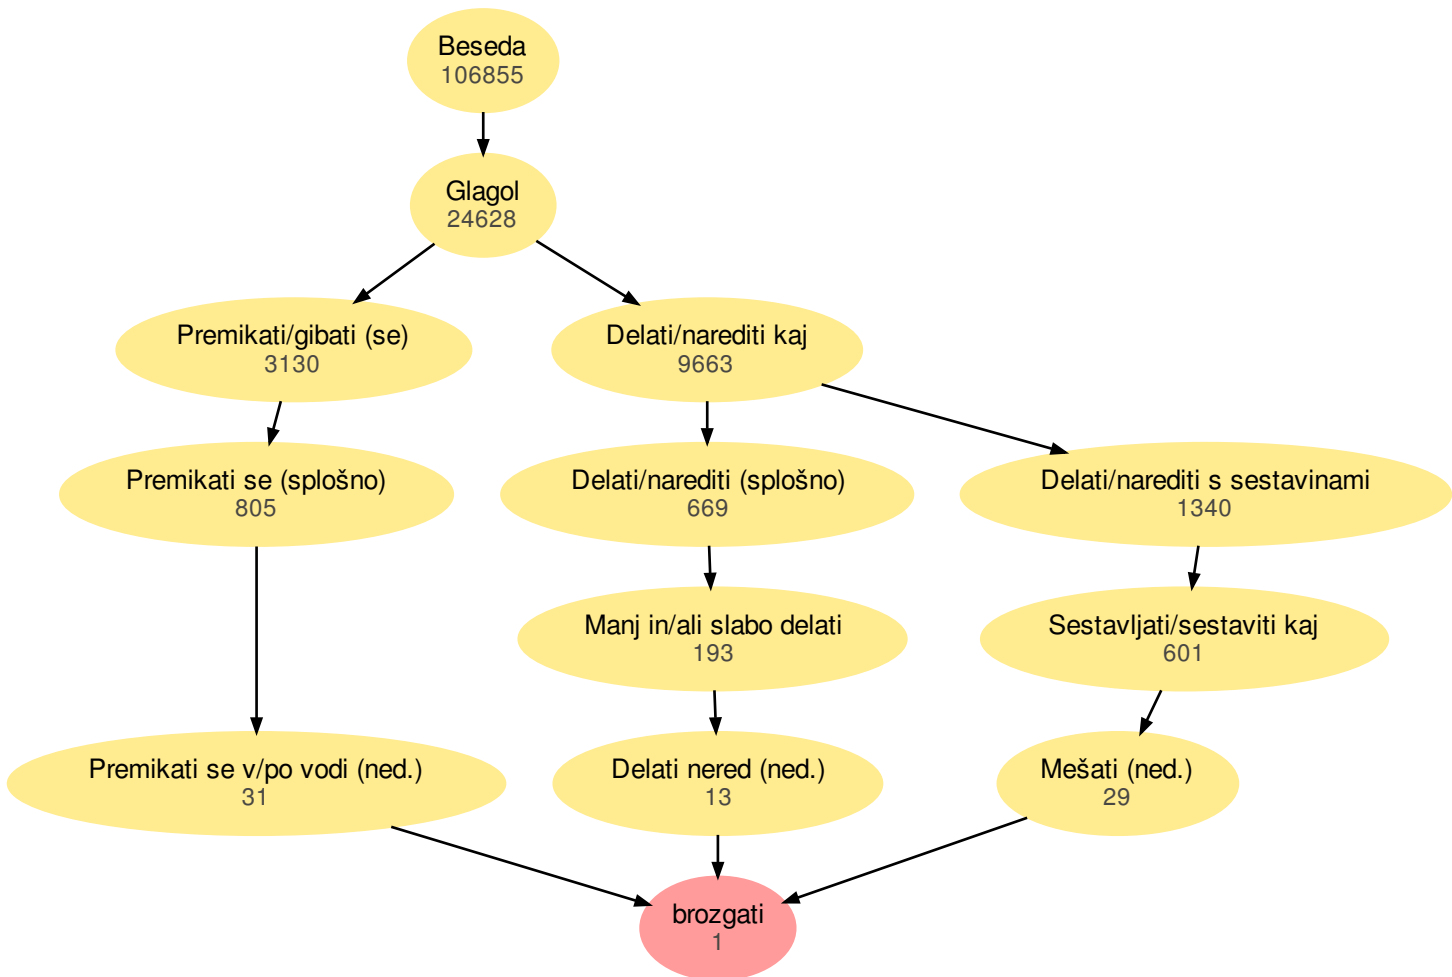 Beseda
106855
Glagol
24628
Premikati/gibati (se)
3130
Delati/narediti kaj
9663
Premikati se (splošno)
805
Delati/narediti (splošno)
669
Delati/narediti s sestavinami
1340
Manj in/ali slabo delati
193
Sestavljati/sestaviti kaj
601
Premikati se v/po vodi (ned.)
31
Delati nered (ned.)
13
Mešati (ned.)
29
brozgati
1